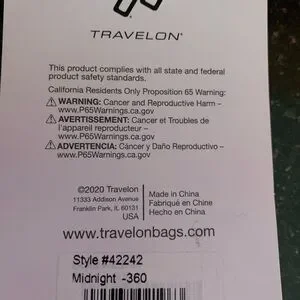 TRAVELON®
This product complies with all state and federal
product safety standards.
California Residents Only Proposition 65 Warning:
⚠ WARNING: Cancer and Reproductive Harm –
www.P65Warnings.ca.gov
⚠ AVERTISSEMENT: Cancer et Troubles de
l'appareil reproducteur –
www.P65Warnings.ca.gov
⚠ ADVERTENCIA: Cáncer y Daño Reproductivo –
www.P65Warnings.ca.gov
©2020 Travelon
11333 Addison Avenue
Franklin Park, IL 60131
USA
Made in China
Fabriqué en Chine
Hecho en China
www.travelonbags.com
Style #42242
Midnight -360